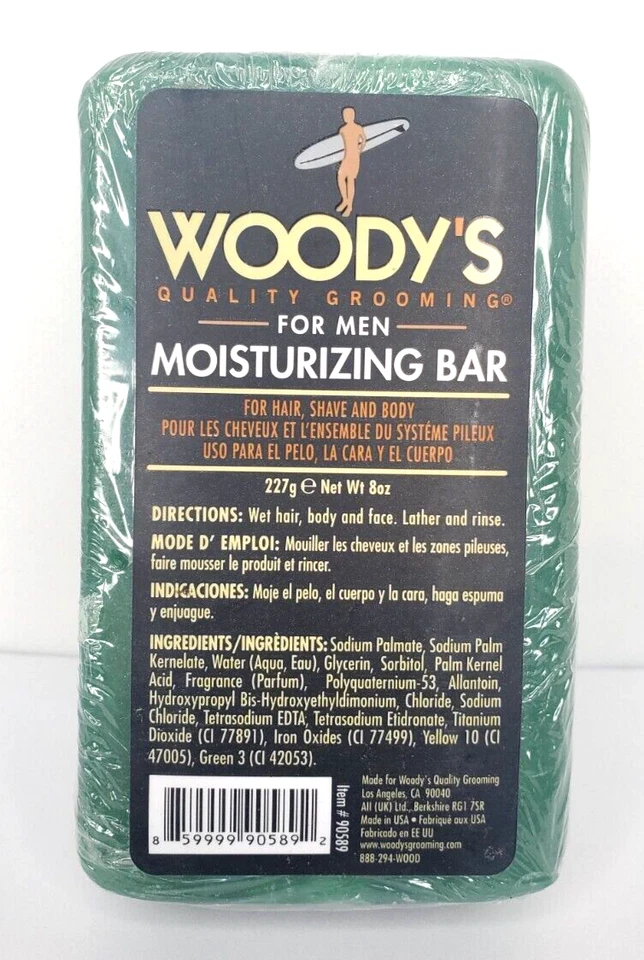 WOODY'S
QUALITY GROOMING®
FOR MEN
MOISTURIZING BAR
FOR HAIR, SHAVE AND BODY
POUR LES CHEVEUX ET L'ENSEMBLE DU SYSTÉME PILEUX
USO PARA EL PELO, LA CARA Y EL CUERPO
227g ℮ Net Wt 8oz
DIRECTIONS: Wet hair, body and face. Lather and rinse.
MODE D' EMPLOI: Mouiller les cheveux et les zones pileuses,
faire mousser le produit et rincer.
INDICACIONES: Moje el pelo, el cuerpo y la cara, haga espuma
y enjuague.
INGREDIENTS/INGRÈDIENTS: Sodium Palmate, Sodium Palm
Kernelate, Water (Aqua, Eau), Glycerin, Sorbitol, Palm Kernel
Acid, Fragrance (Parfum), Polyquaternium-53, Allantoin,
Hydroxypropyl Bis-Hydroxyethyldimonium, Chloride, Sodium
Chloride, Tetrasodium EDTA, Tetrasodium Etidronate, Titanium
Dioxide (CI 77891), Iron Oxides (CI 77499), Yellow 10 (CI
47005), Green 3 (CI 42053).
8 59999 90589 2
Item # 90589
Made for Woody's Quality Grooming
Los Angeles, CA 90040
AII (UK) Ltd., Berkshire RG1 7SR
Made in USA • Fabriqué aux USA
Fabricado en EE UU
www.woodysgrooming.com
888-294-WOOD